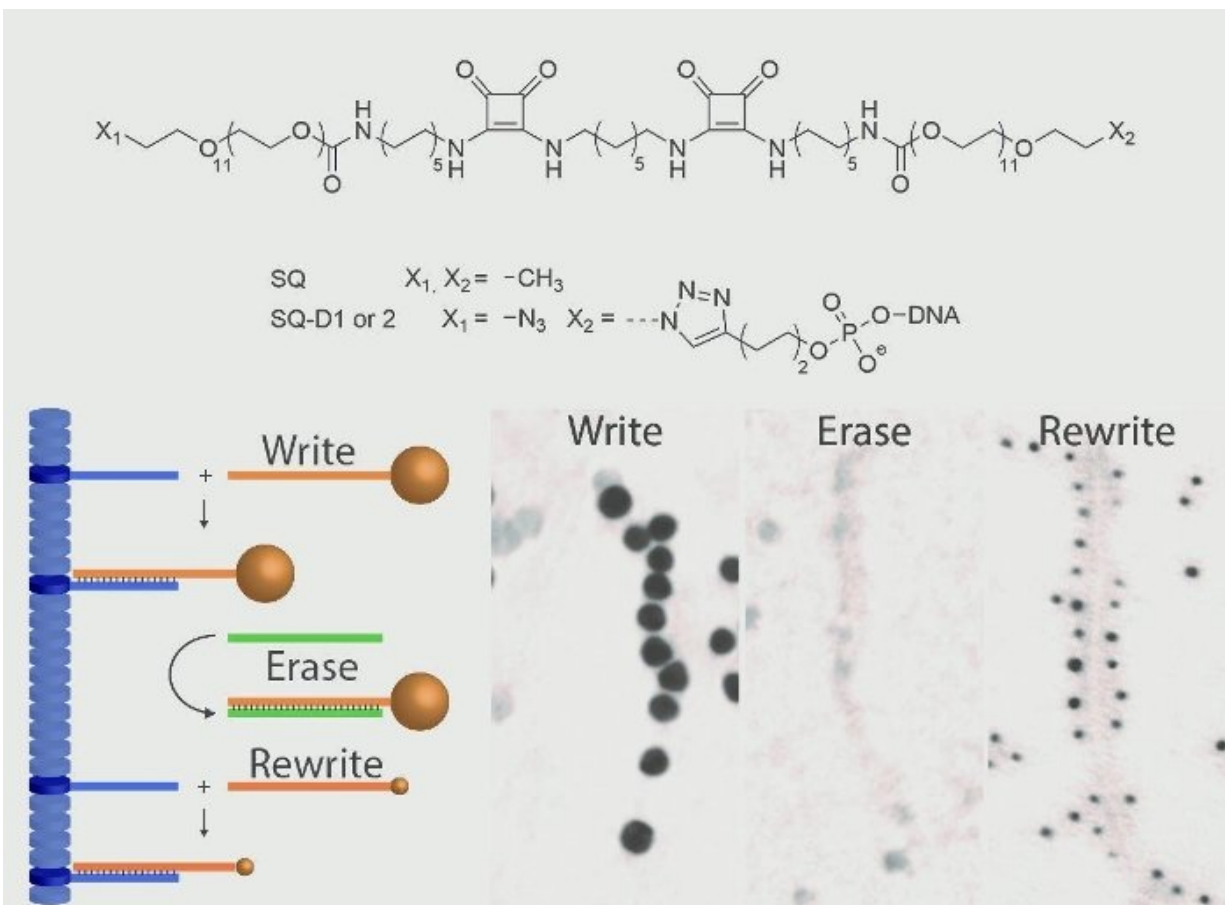 O O O O
X₁ O ( O ) 11 O H N ( ) 5 N H N H ( ) 5 N H N H ( ) 5 H N O ( O ) 11 O X₂
SQ X₁, X₂ = –CH₃
SQ-D1 or 2 X₁ = –N₃ X₂ = N N=N ( ) 2 O P O O⊖ O–DNA
Write Write Erase Rewrite
+
Erase
Rewrite
+